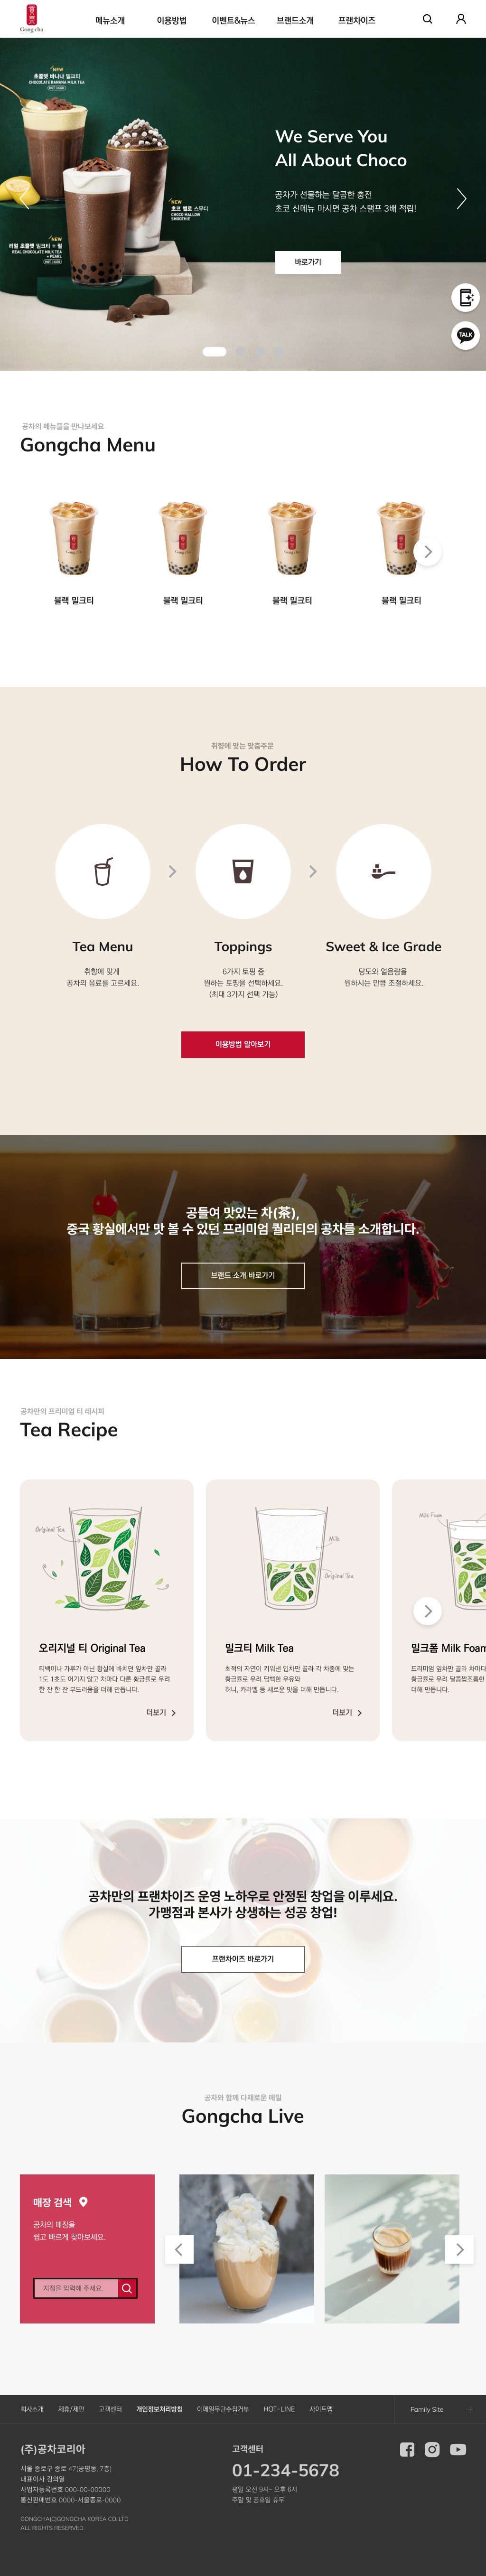 Gong cha
메뉴소개
이용방법
이벤트&뉴스
브랜드소개
프랜차이즈
NEW
초콜렛 바나나 밀크티
CHOCOLATE BANANA MILK TEA
HOT | ICED
NEW
초코 멜로 스무디
CHOCO MALLOW
SMOOTHIE
NEW
리얼 초콜렛 밀크티 + 펄
REAL CHOCOLATE MILK TEA
+ PEARL
HOT | ICED
We Serve You
All About Choco
공차가 선물하는 달콤한 충전
초코 신메뉴 마시면 공차 스탬프 3배 적립!
바로가기
TALK
공차의 메뉴들을 만나보세요
Gongcha Menu
블랙 밀크티
블랙 밀크티
블랙 밀크티
블랙 밀크티
취향에 맞는 맞춤주문
How To Order
Tea Menu
취향에 맞게
공차의 음료를 고르세요.
Toppings
6가지 토핑 중
원하는 토핑을 선택하세요.
(최대 3가지 선택 가능)
Sweet & Ice Grade
당도와 얼음량을
원하시는 만큼 조절하세요.
이용방법 알아보기
공들여 맛있는 차(茶),
중국 황실에서만 맛 볼 수 있던 프리미엄 퀄리티의 공차를 소개합니다.
브랜드 소개 바로가기
공차만의 프리미엄 티 레시피
Tea Recipe
Original Tea
오리지널 티 Original Tea
티백이나 가루가 아닌 황실에 바치던 잎차만 골라
1도 1초도 어기지 않고 차마다 다른 황금률로 우려
한 잔 한 잔 부드러움을 더해 만듭니다.
더보기
Milk
Original Tea
밀크티 Milk Tea
최적의 자연이 키워낸 입차만 골라 각 차종에 맞는
황금률로 우려 담백한 우유와
허니, 카라멜 등 새로운 맛을 더해 만듭니다.
더보기
Milk Foam
밀크폼 Milk Foam
프리미엄 잎차만 골라 차마다
황금률로 우려 달콤쌉조름한
더해 만듭니다.
공차만의 프랜차이즈 운영 노하우로 안정된 창업을 이루세요.
가맹점과 본사가 상생하는 성공 창업!
프랜차이즈 바로가기
공차와 함께 다채로운 매일
Gongcha Live
매장 검색
공차의 매장을
쉽고 빠르게 찾아보세요.
지점을 입력해 주세요.
회사소개
제휴/제안
고객센터
개인정보처리방침
이메일무단수집거부
HOT-LINE
사이트맵
Family Site
(주)공차코리아
서울 종로구 종로 47(공평동, 7층)
대표이사 김의열
사업자등록번호 000-00-00000
통신판매번호 0000-서울종로-0000
GONGCHA(C)GONGCHA KOREA CO.,LTD
ALL RIGHTS RESERVED.
고객센터
01-234-5678
평일 오전 9시~ 오후 6시
주말 및 공휴일 휴무